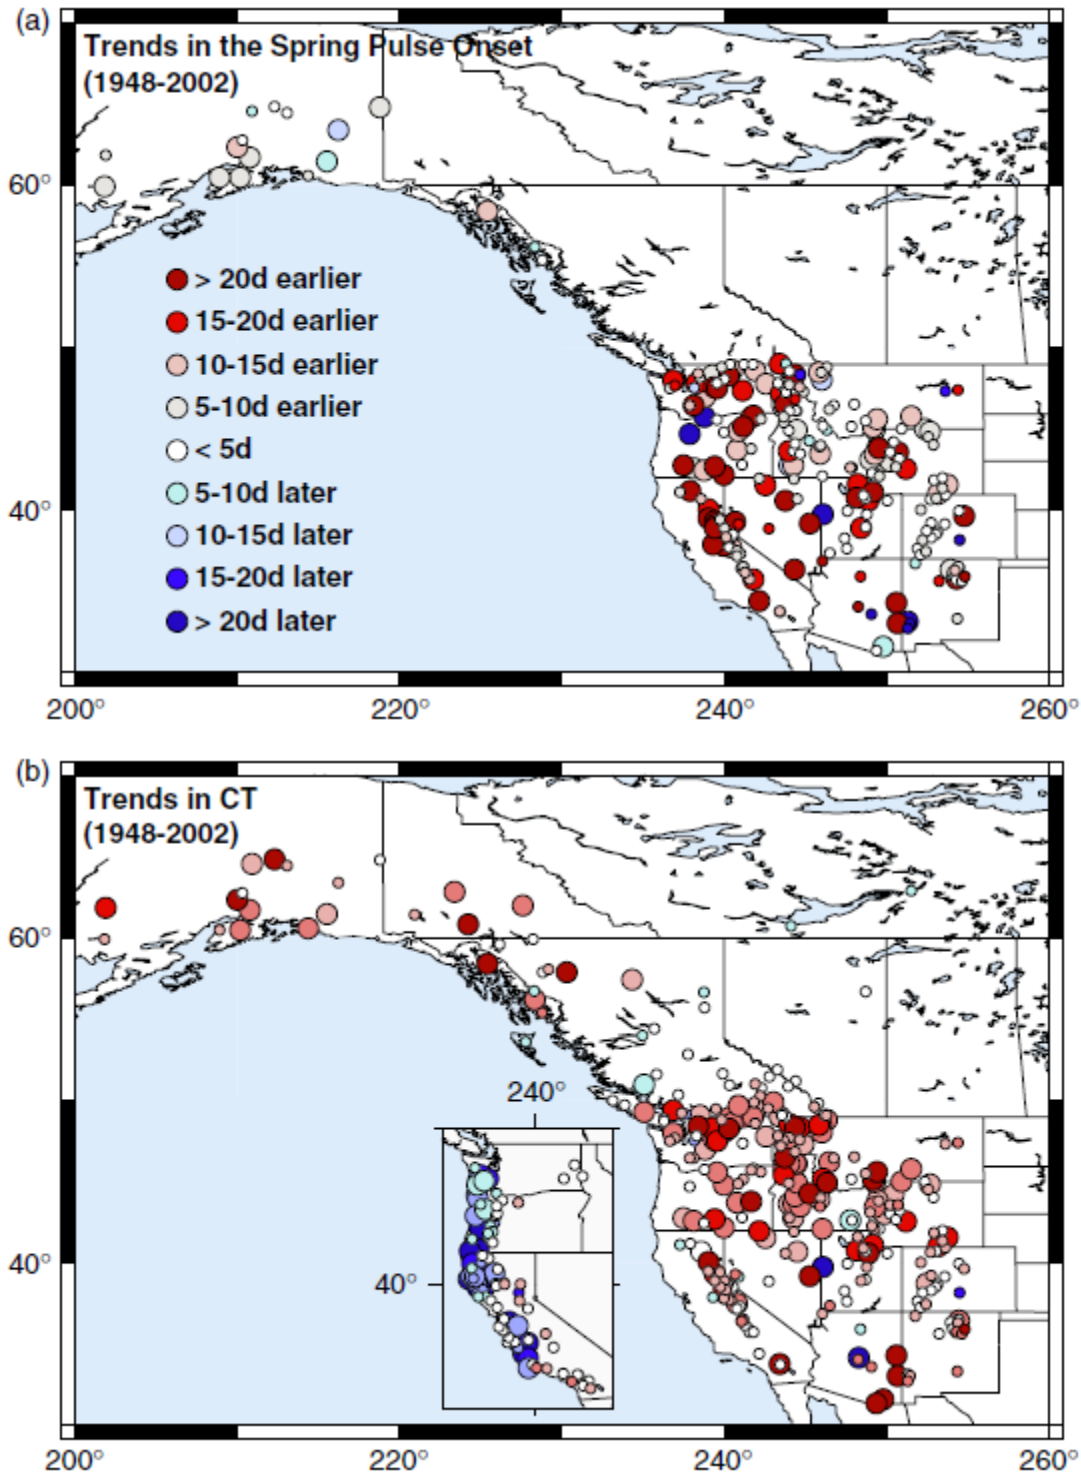 (a)
Trends in the Spring Pulse Onset
(1948-2002)
60°
> 20d earlier
15-20d earlier
10-15d earlier
5-10d earlier
< 5d
5-10d later
10-15d later
15-20d later
> 20d later
40°
200°
220°
240°
260°
(b)
Trends in CT
(1948-2002)
60°
240°
40°
40°
200°
220°
240°
260°